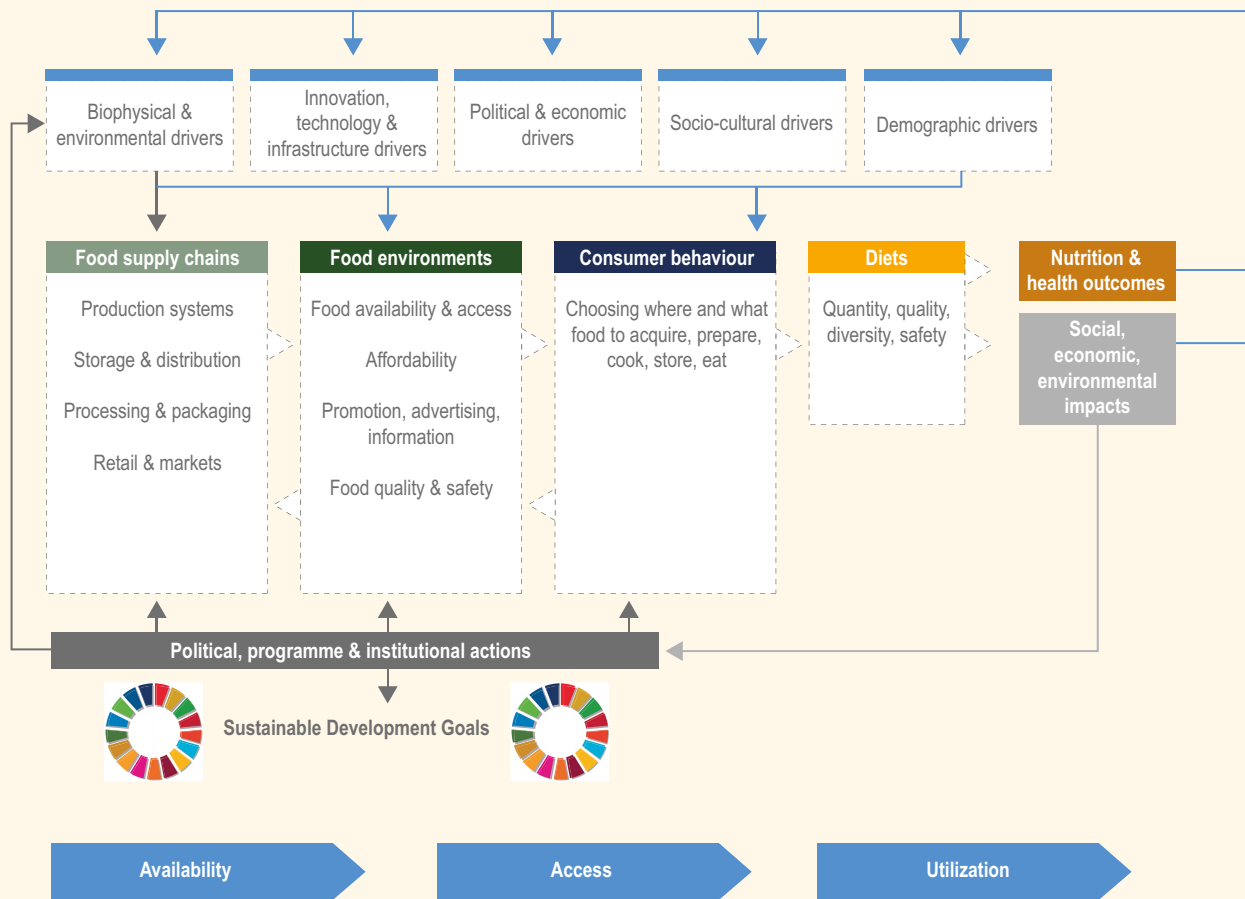 Biophysical &
environmental drivers
Innovation,
technology &
infrastructure drivers
Political & economic
drivers
Socio-cultural drivers
Demographic drivers
Food supply chains
Production systems
Storage & distribution
Processing & packaging
Retail & markets
Food environments
Food availability & access
Affordability
Promotion, advertising,
information
Food quality & safety
Consumer behaviour
Choosing where and what
food to acquire, prepare,
cook, store, eat
Diets
Quantity, quality,
diversity, safety
Nutrition &
health outcomes
Social,
economic,
environmental
impacts
Political, programme & institutional actions
Sustainable Development Goals
Availability
Access
Utilization